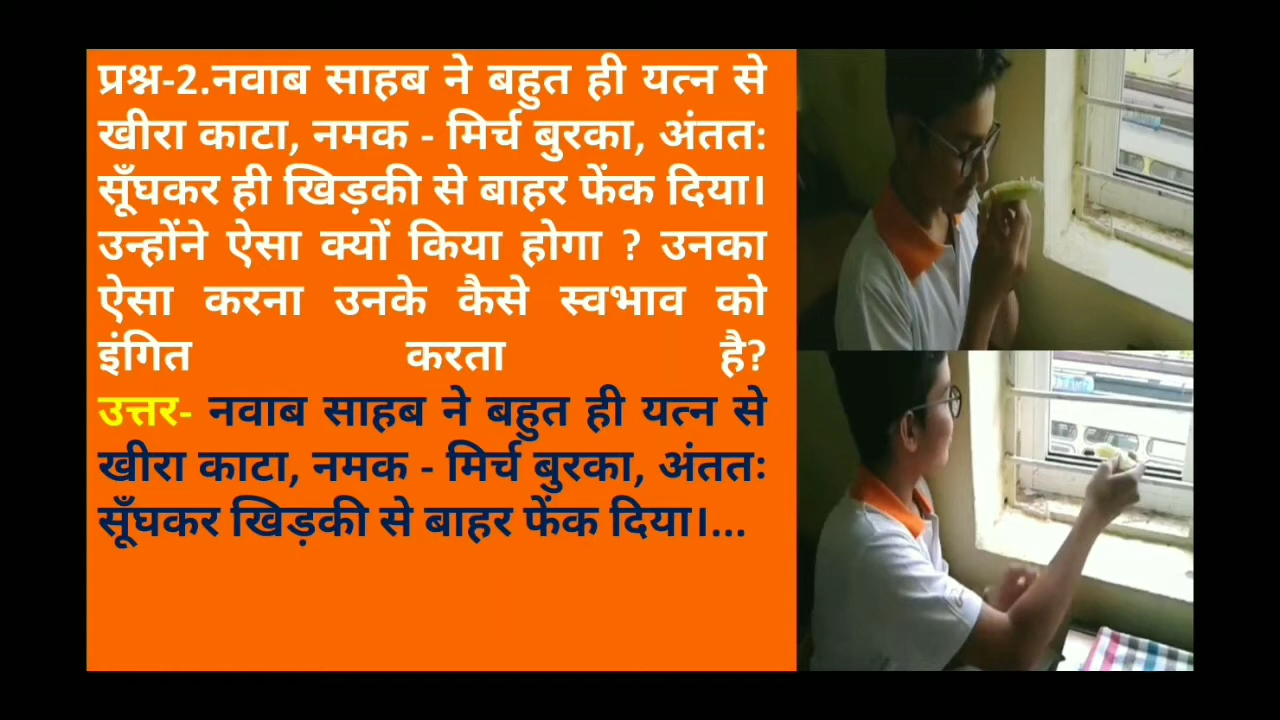 प्रश्न-2.नवाब साहब ने बहुत ही यत्न से
खीरा काटा, नमक - मिर्च बुरका, अंततः
सूँघकर ही खिड़की से बाहर फेंक दिया।
उन्होंने ऐसा क्यों किया होगा ? उनका
ऐसा करना उनके कैसे स्वभाव को
इंगित करता है?
उत्तर- नवाब साहब ने बहुत ही यत्न से
खीरा काटा, नमक - मिर्च बुरका, अंततः
सूँघकर खिड़की से बाहर फेंक दिया।...